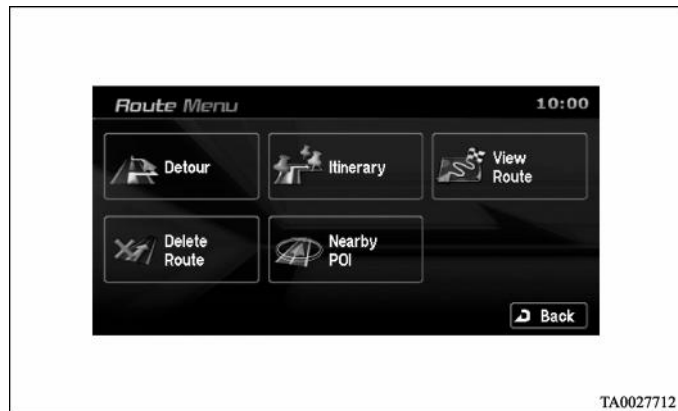 Route Menu 10:00
Detour Itinerary View
Route
Delete
Route Nearby
POI
Back
TA0027712